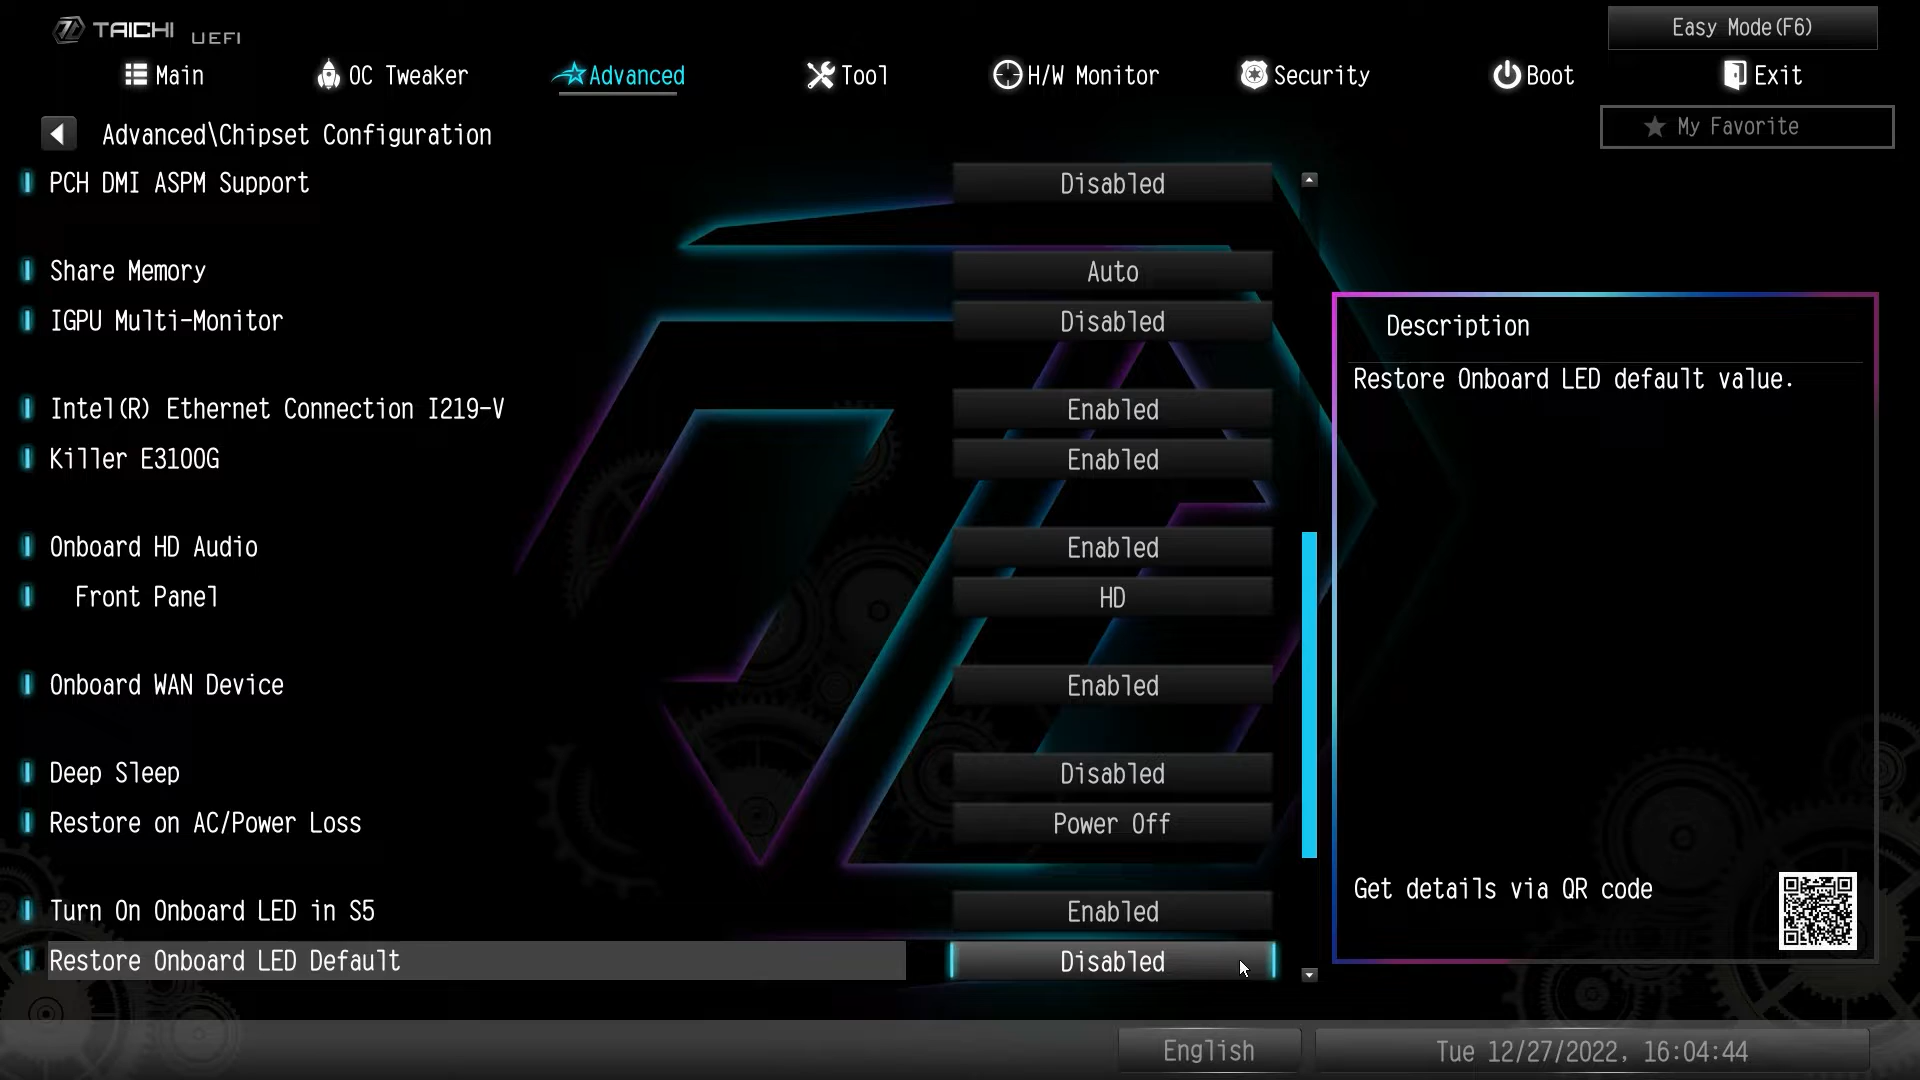 TAICHI UEFI
Easy Mode(F6)
Main OC Tweaker Advanced Tool H/W Monitor Security Boot Exit
Advanced\Chipset Configuration
My Favorite
PCH DMI ASPM Support Disabled
Share Memory Auto
IGPU Multi-Monitor Disabled
Intel(R) Ethernet Connection I219-V Enabled
Killer E3100G Enabled
Onboard HD Audio Enabled
Front Panel HD
Onboard WAN Device Enabled
Deep Sleep Disabled
Restore on AC/Power Loss Power Off
Turn On Onboard LED in S5 Enabled
Restore Onboard LED Default Disabled
Description
Restore Onboard LED default value.
Get details via QR code
English
Tue 12/27/2022, 16:04:44